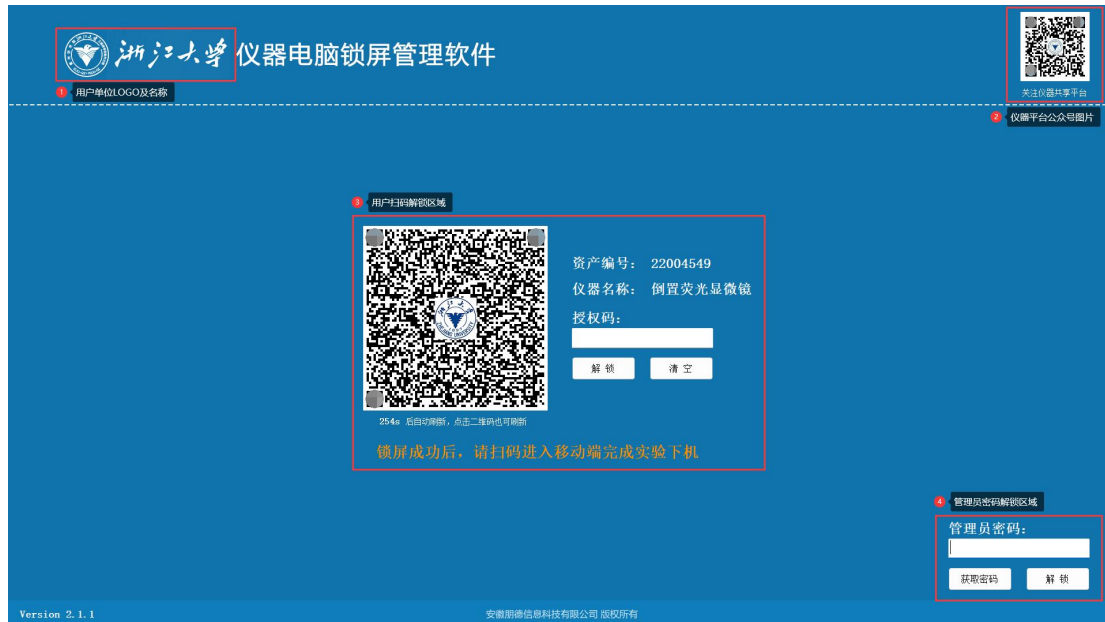 浙江大学 仪器电脑锁屏管理软件
1 用户单位LOGO及名称
关注仪器共享平台
2 仪器平台公众号图片
3 用户扫码解锁区域
资产编号: 22004549
仪器名称: 倒置荧光显微镜
授权码:
解 锁 清 空
254s 后自动刷新,点击二维码也可刷新
锁屏成功后,请扫码进入移动端完成实验下机
4 管理员密码解锁区域
管理员密码:
获取密码 解 锁
Version 2.1.1
安徽朋德信息科技有限公司 版权所有